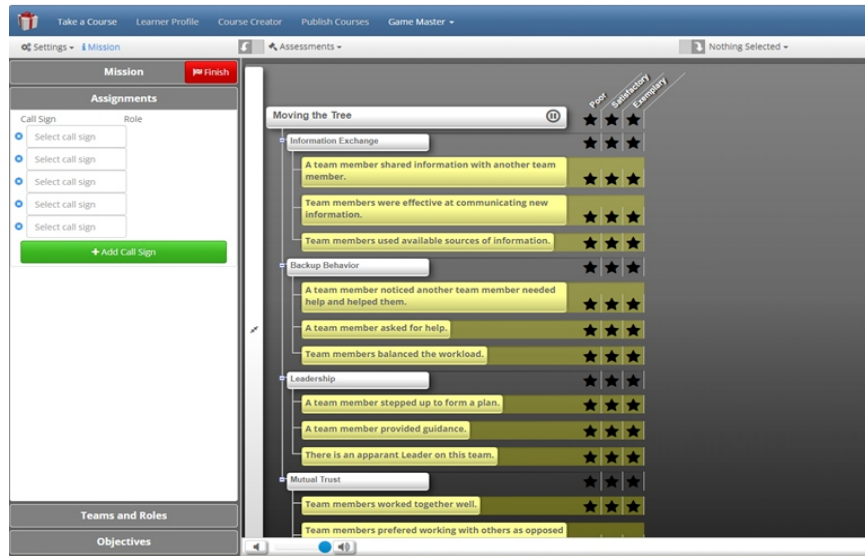 Take a Course Learner Profile Course Creator Publish Courses Game Master
Settings Mission Assessments Nothing Selected
Mission Finish
Assignments
Call Sign Role
Select call sign
Select call sign
Select call sign
Select call sign
Select call sign
Add Call Sign
Teams and Roles
Objectives
Poor Satisfactory Exemplary
Moving the Tree
Information Exchange
A team member shared information with another team
member.
Team members were effective at communicating new
information.
Team members used available sources of information.
Backup Behavior
A team member noticed another team member needed
help and helped them.
A team member asked for help.
Team members balanced the workload.
Leadership
A team member stepped up to form a plan.
A team member provided guidance.
There is an apparant Leader on this team.
Mutual Trust
Team members worked together well.
Team members prefered working with others as opposed